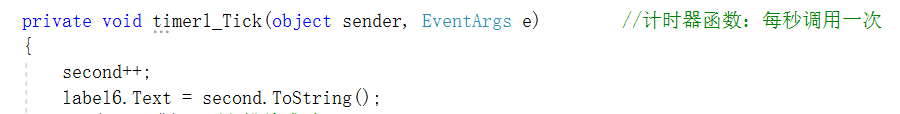 private void timer1_Tick(object sender, EventArgs e) //计时器函数：每秒调用一次
{
second++;
label6.Text = second.ToString();